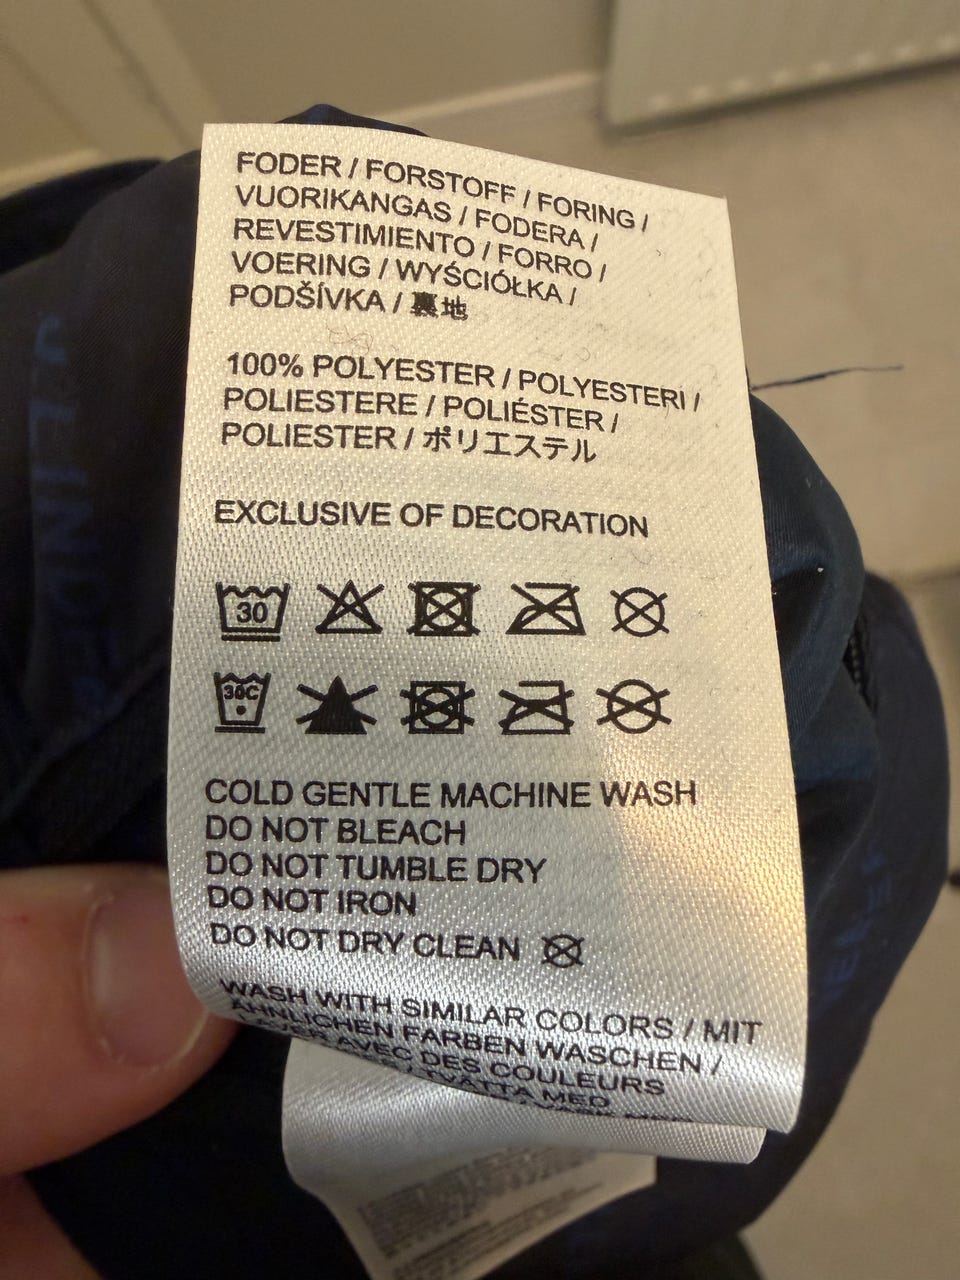 FODER / FORSTOFF / FORING /
VUORIKANGAS / FODERA /
REVESTIMIENTO / FORRO /
VOERING / WYŚCIÓŁKA /
PODŠÍVKA / 裏地
100% POLYESTER / POLYESTERI /
POLIESTERE / POLIÉSTER /
POLIESTER / ポリエステル
EXCLUSIVE OF DECORATION
30
30C
COLD GENTLE MACHINE WASH
DO NOT BLEACH
DO NOT TUMBLE DRY
DO NOT IRON
DO NOT DRY CLEAN
WASH WITH SIMILAR COLORS / MIT
ÄHNLICHEN FARBEN WASCHEN /
LAVER AVEC DES COULEURS
/ TVÄTTA MED